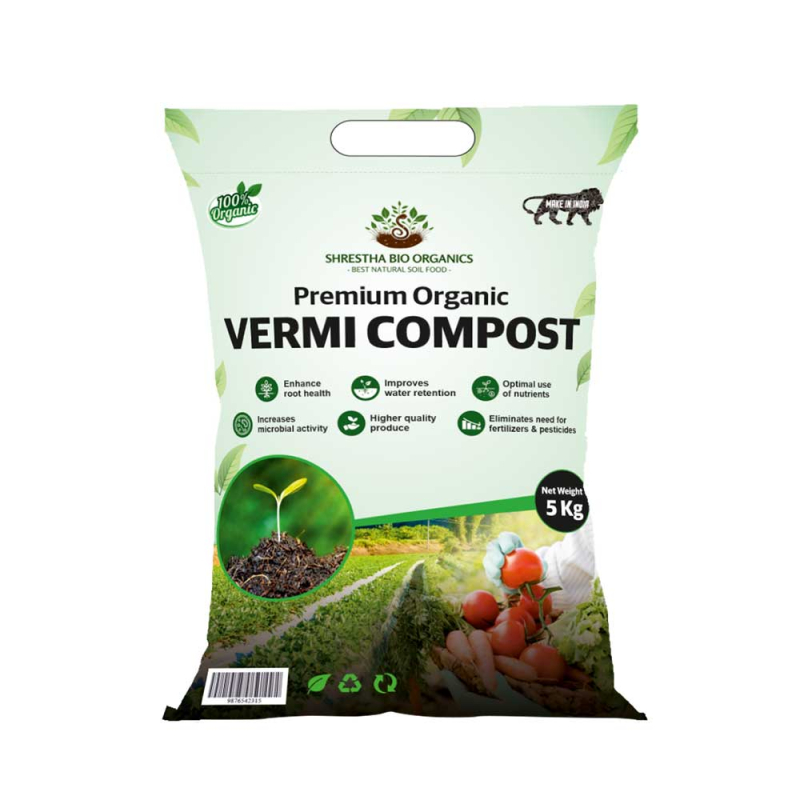 100%
Organic
MAKE IN INDIA
SHRESTHA BIO ORGANICS
- BEST NATURAL SOIL FOOD -
Premium Organic
VERMI COMPOST
Enhance
root health
Improves
water retention
Optimal use
of nutrients
Increases
microbial activity
Higher quality
produce
Eliminates need for
fertilizers & pesticides
Net Weight
5 Kg
9876542315